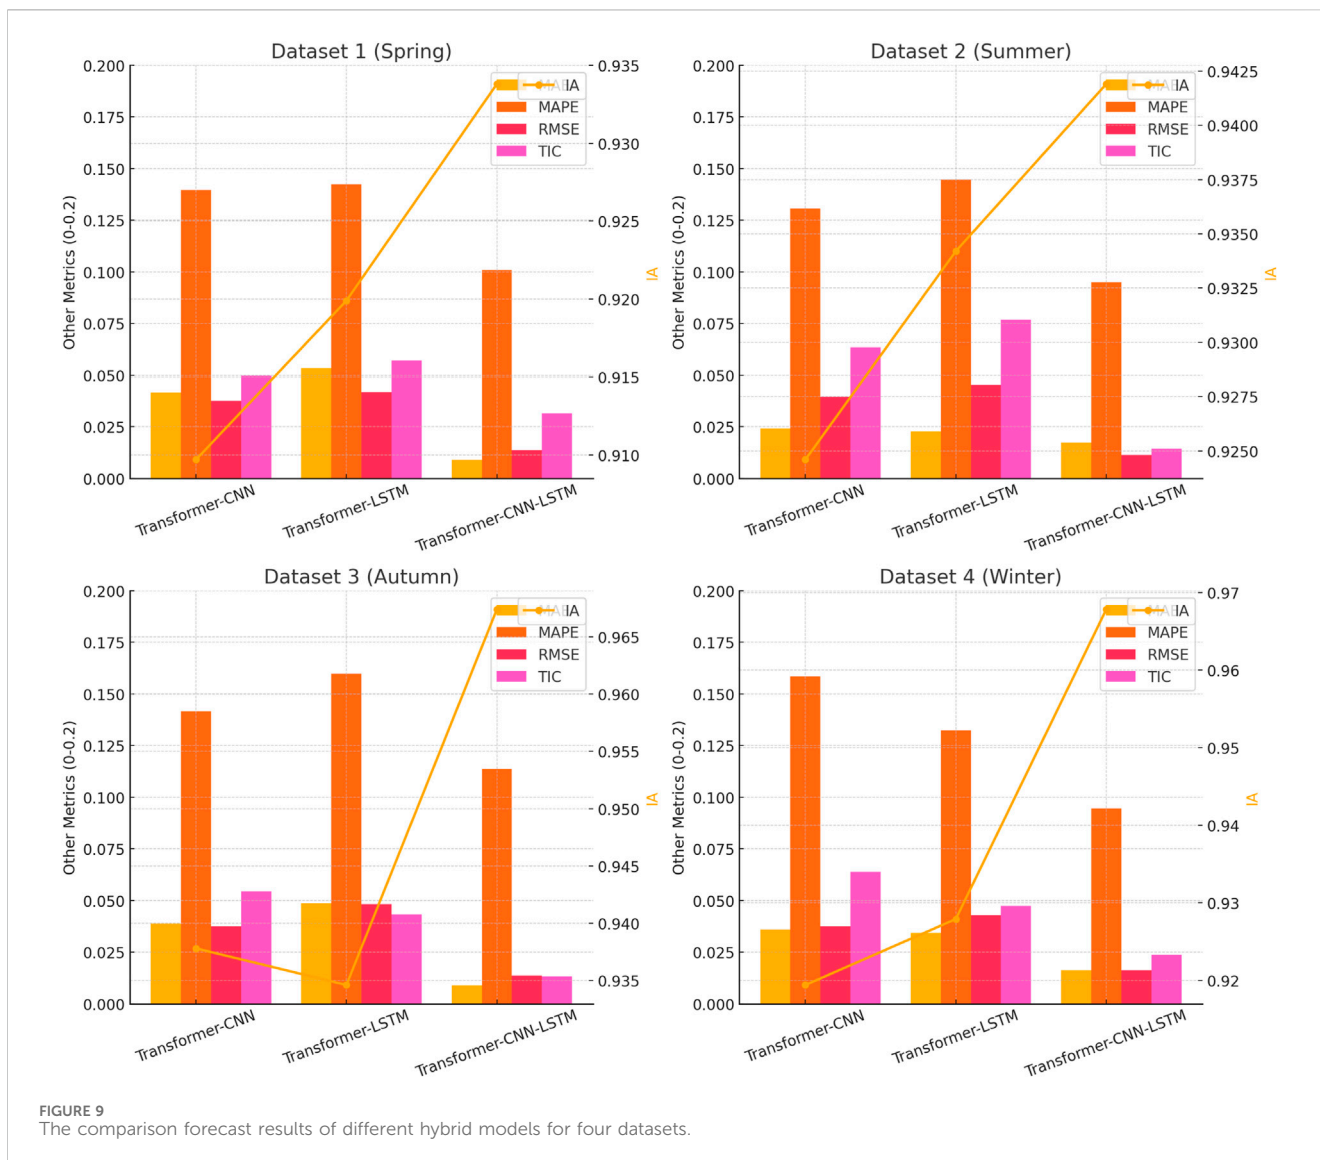 Dataset 1 (Spring)
0.200
0.175
0.150
0.125
0.100
0.075
0.050
0.025
0.000
Other Metrics (0-0.2)
IA
MAPE
RMSE
TIC
0.935
0.930
0.925
0.920
0.915
0.910
IA
Transformer-CNN
Transformer-LSTM
Transformer-CNN-LSTM
Dataset 2 (Summer)
0.200
0.175
0.150
0.125
0.100
0.075
0.050
0.025
0.000
Other Metrics (0-0.2)
IA
MAPE
RMSE
TIC
0.9425
0.9400
0.9375
0.9350
0.9325
0.9300
0.9275
0.9250
IA
Transformer-CNN
Transformer-LSTM
Transformer-CNN-LSTM
Dataset 3 (Autumn)
0.200
0.175
0.150
0.125
0.100
0.075
0.050
0.025
0.000
Other Metrics (0-0.2)
IA
MAPE
RMSE
TIC
0.965
0.960
0.955
0.950
0.945
0.940
0.935
IA
Transformer-CNN
Transformer-LSTM
Transformer-CNN-LSTM
Dataset 4 (Winter)
0.200
0.175
0.150
0.125
0.100
0.075
0.050
0.025
0.000
Other Metrics (0-0.2)
IA
MAPE
RMSE
TIC
0.97
0.96
0.95
0.94
0.93
0.92
IA
Transformer-CNN
Transformer-LSTM
Transformer-CNN-LSTM
FIGURE 9
The comparison forecast results of different hybrid models for four datasets.